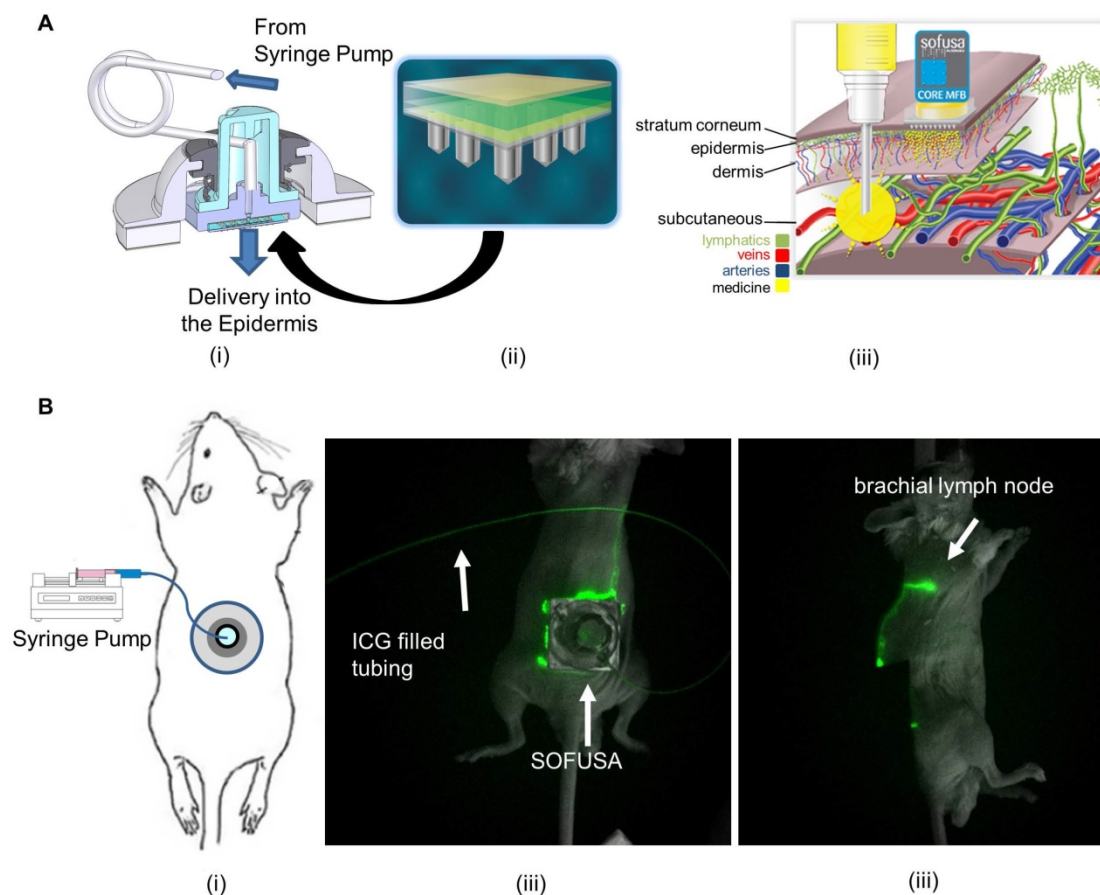 A
From
Syringe Pump
Delivery into
the Epidermis
(i)
(ii)
sofusa
CORE MFB
stratum corneum
epidermis
dermis
subcutaneous
lymphatics
veins
arteries
medicine
(iii)
B
Syringe Pump
(i)
ICG filled
tubing
SOFUSA
(iii)
brachial lymph node
(iii)